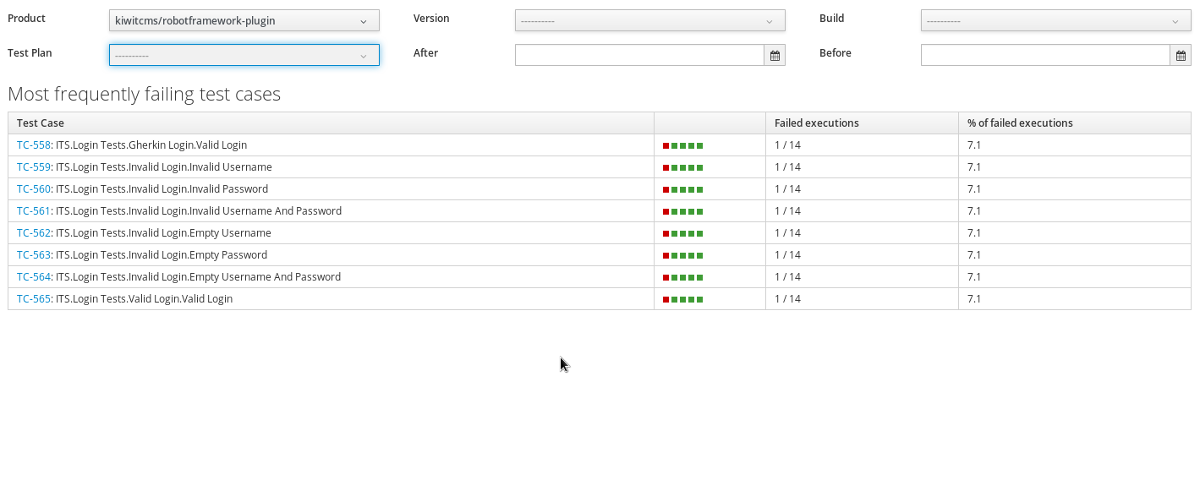 Product kiwitcms/robotframework-plugin Version ---------- Build ----------
Test Plan ---------- After Before
Most frequently failing test cases
Test Case Failed executions % of failed executions
TC-558: ITS.Login Tests.Gherkin Login.Valid Login 1 / 14 7.1
TC-559: ITS.Login Tests.Invalid Login.Invalid Username 1 / 14 7.1
TC-560: ITS.Login Tests.Invalid Login.Invalid Password 1 / 14 7.1
TC-561: ITS.Login Tests.Invalid Login.Invalid Username And Password 1 / 14 7.1
TC-562: ITS.Login Tests.Invalid Login.Empty Username 1 / 14 7.1
TC-563: ITS.Login Tests.Invalid Login.Empty Password 1 / 14 7.1
TC-564: ITS.Login Tests.Invalid Login.Empty Username And Password 1 / 14 7.1
TC-565: ITS.Login Tests.Valid Login.Valid Login 1 / 14 7.1